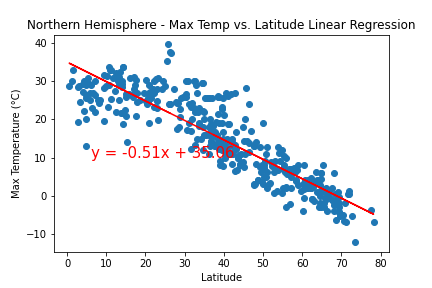 Northern Hemisphere - Max Temp vs. Latitude Linear Regression
40
30
20
10
0
−10
Max Temperature (°C)
y = -0.51x + 35.06
0 10 20 30 40 50 60 70 80
Latitude